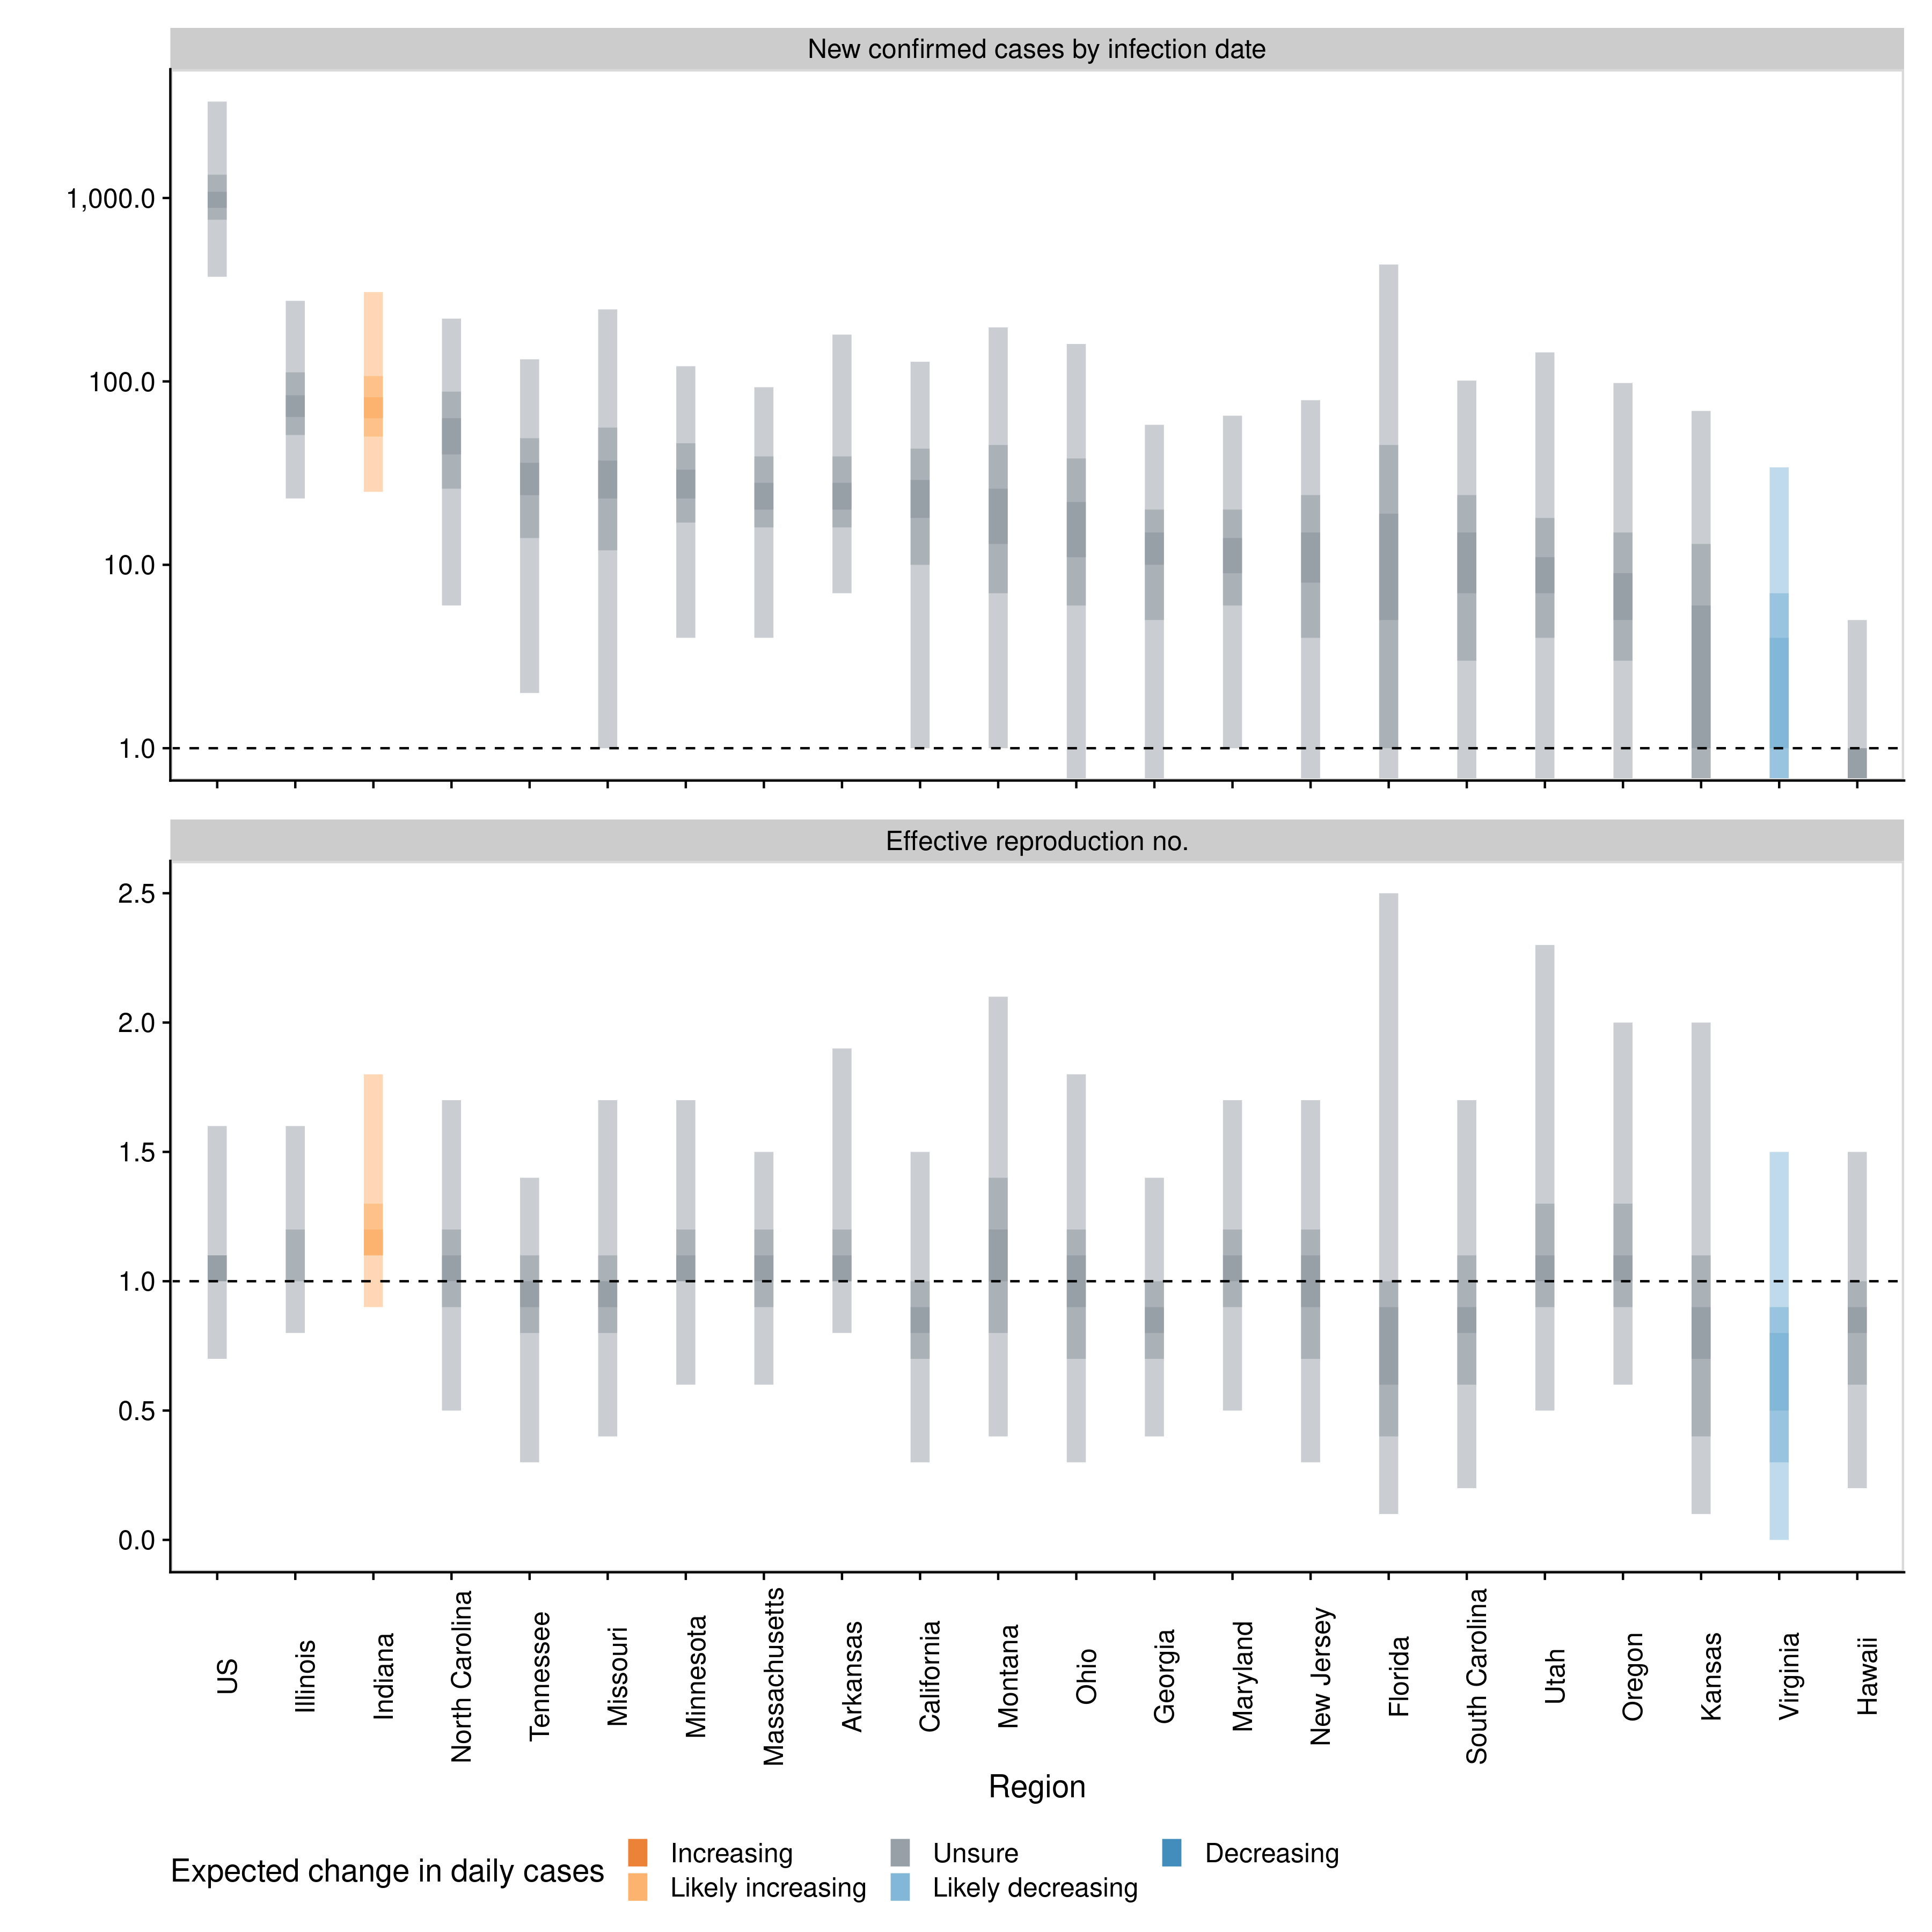 New confirmed cases by infection date
1,000.0
100.0
10.0
1.0
Effective reproduction no.
2.5
2.0
1.5
1.0
0.5
0.0
US
Illinois
Indiana
North Carolina
Tennessee
Missouri
Minnesota
Massachusetts
Arkansas
California
Montana
Ohio
Georgia
Maryland
New Jersey
Florida
South Carolina
Utah
Oregon
Kansas
Virginia
Hawaii
Region
Expected change in daily cases
Increasing
Likely increasing
Unsure
Likely decreasing
Decreasing